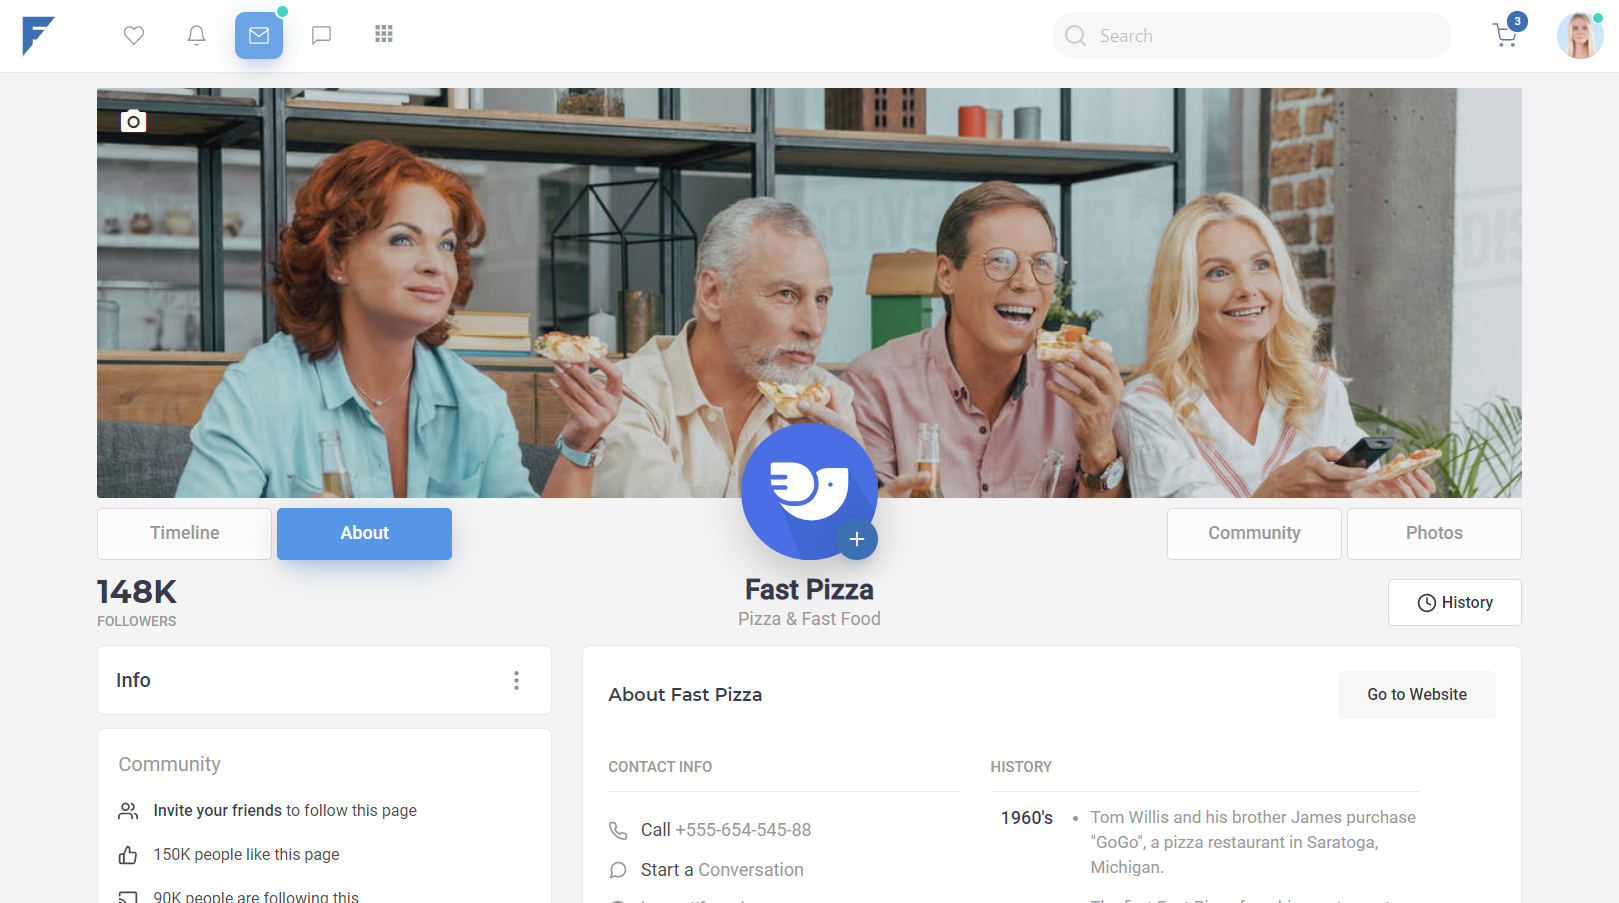 Search
3
SOLVE
DIS
Timeline
About
Community
Photos
148K
FOLLOWERS
Fast Pizza
Pizza & Fast Food
History
Info
About Fast Pizza
Go to Website
Community
Invite your friends to follow this page
150K people like this page
90K people are following this
CONTACT INFO
Call +555-654-545-88
Start a Conversation
HISTORY
1960's
• Tom Willis and his brother James purchase
"GoGo", a pizza restaurant in Saratoga,
Michigan.